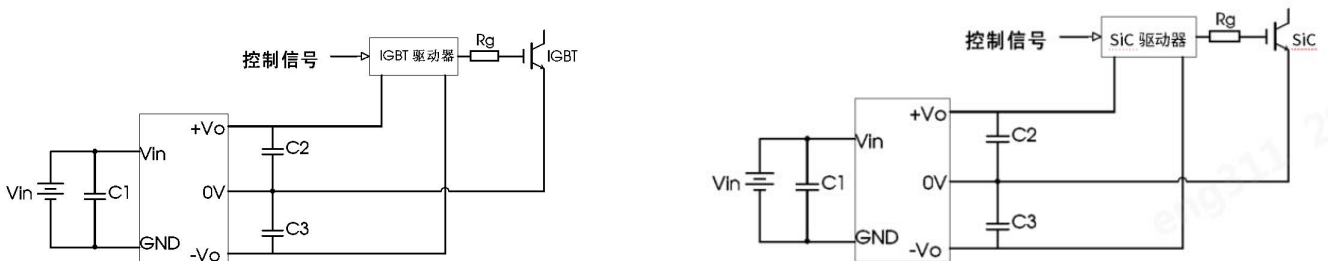 Rg
IGBT 驱动器
IGBT
控制信号
+Vo
C2
Vin
Vin
C1
0V
C3
GND
-Vo
Rg
SiC 驱动器
SiC
控制信号
+Vo
C2
Vin
Vin
C1
0V
C3
GND
-Vo
eng311